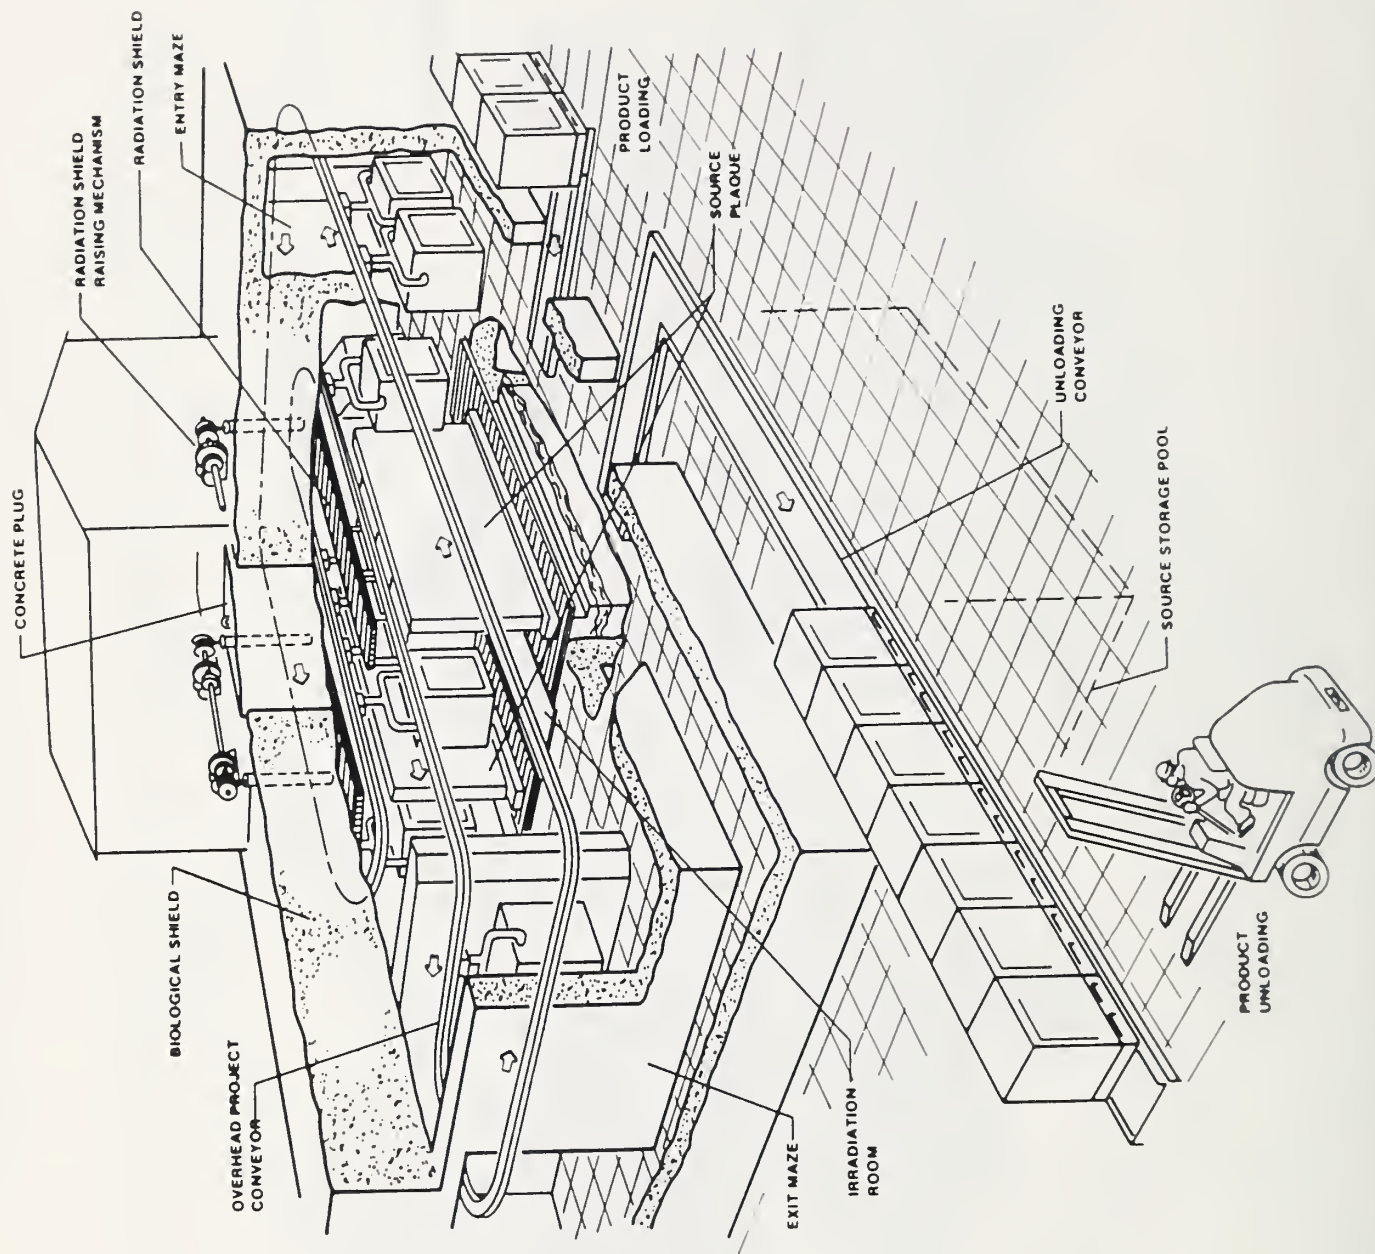 CONCRETE PLUG
RADIATION SHIELD
RAISING MECHANISM
RADIATION SHIELD
ENTRY MAZE
BIOLOGICAL SHIELD
OVERHEAD PROJECT
CONVEYOR
PRODUCT
LOADING
SOURCE
PLAQUE
UNLOADING
CONVEYOR
SOURCE STORAGE POOL
PRODUCT
UNLOADING
IRRADIATION
ROOM
EXIT MAZE